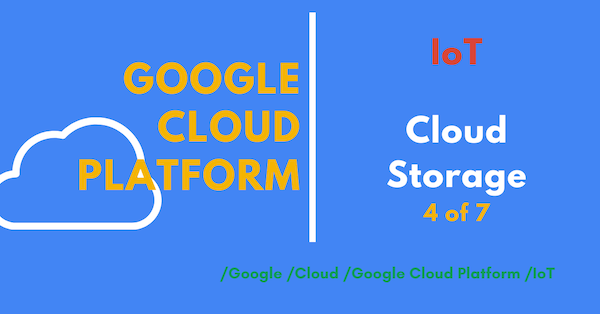 GOOGLE
CLOUD
PLATFORM
IoT
Cloud
Storage
4 of 7
/Google /Cloud /Google Cloud Platform /IoT